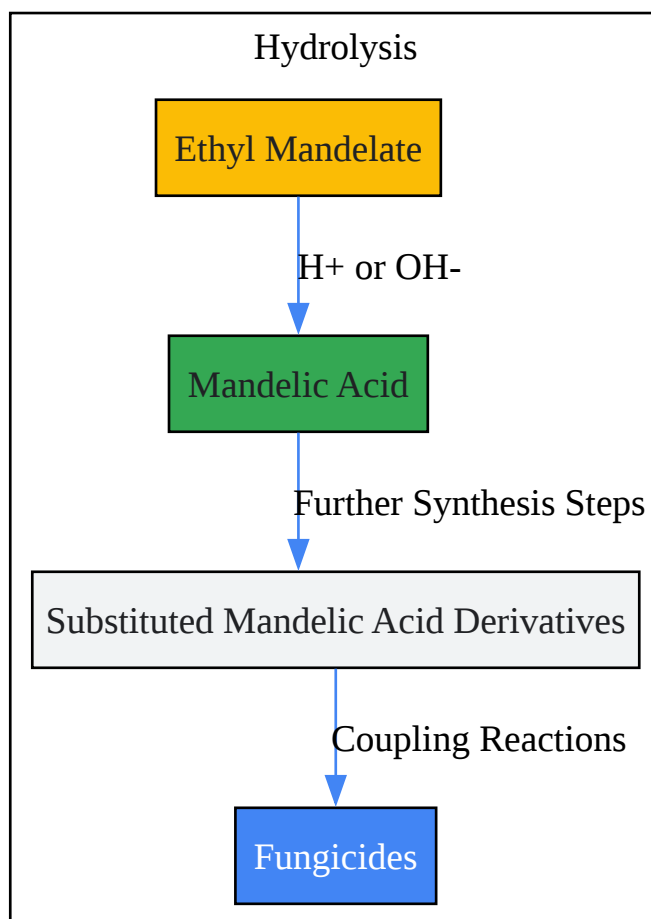 Hydrolysis
Ethyl Mandelate
H+ or OH-
Mandelic Acid
Further Synthesis Steps
Substituted Mandelic Acid Derivatives
Coupling Reactions
Fungicides